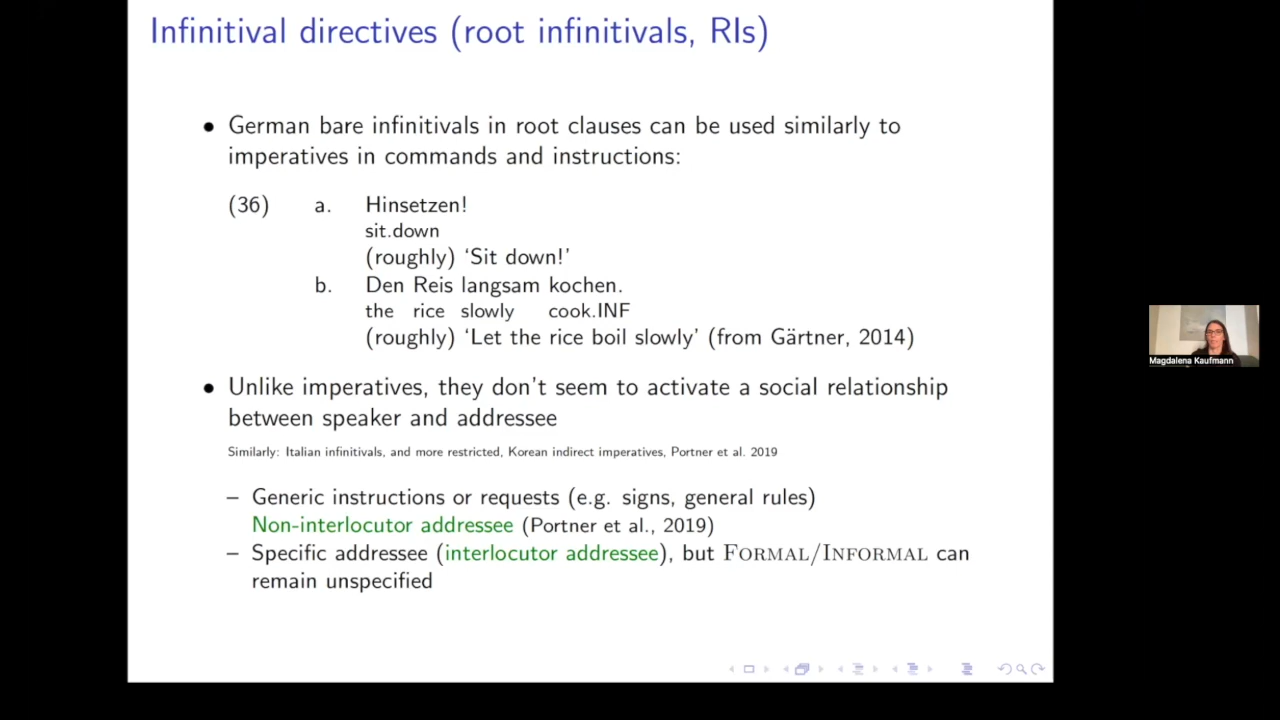 Infinitival directives (root infinitivals, RIs)
• German bare infinitivals in root clauses can be used similarly to
imperatives in commands and instructions:
(36) a. Hinsetzen!
sit.down
(roughly) ‘Sit down!’
b. Den Reis langsam kochen.
the rice slowly cook.INF
(roughly) ‘Let the rice boil slowly’ (from Gärtner, 2014)
• Unlike imperatives, they don’t seem to activate a social relationship
between speaker and addressee
Similarly: Italian infinitivals, and more restricted, Korean indirect imperatives, Portner et al. 2019
– Generic instructions or requests (e.g. signs, general rules)
Non-interlocutor addressee (Portner et al., 2019)
– Specific addressee (interlocutor addressee), but Formal/Informal can
remain unspecified
Magdalena Kaufmann